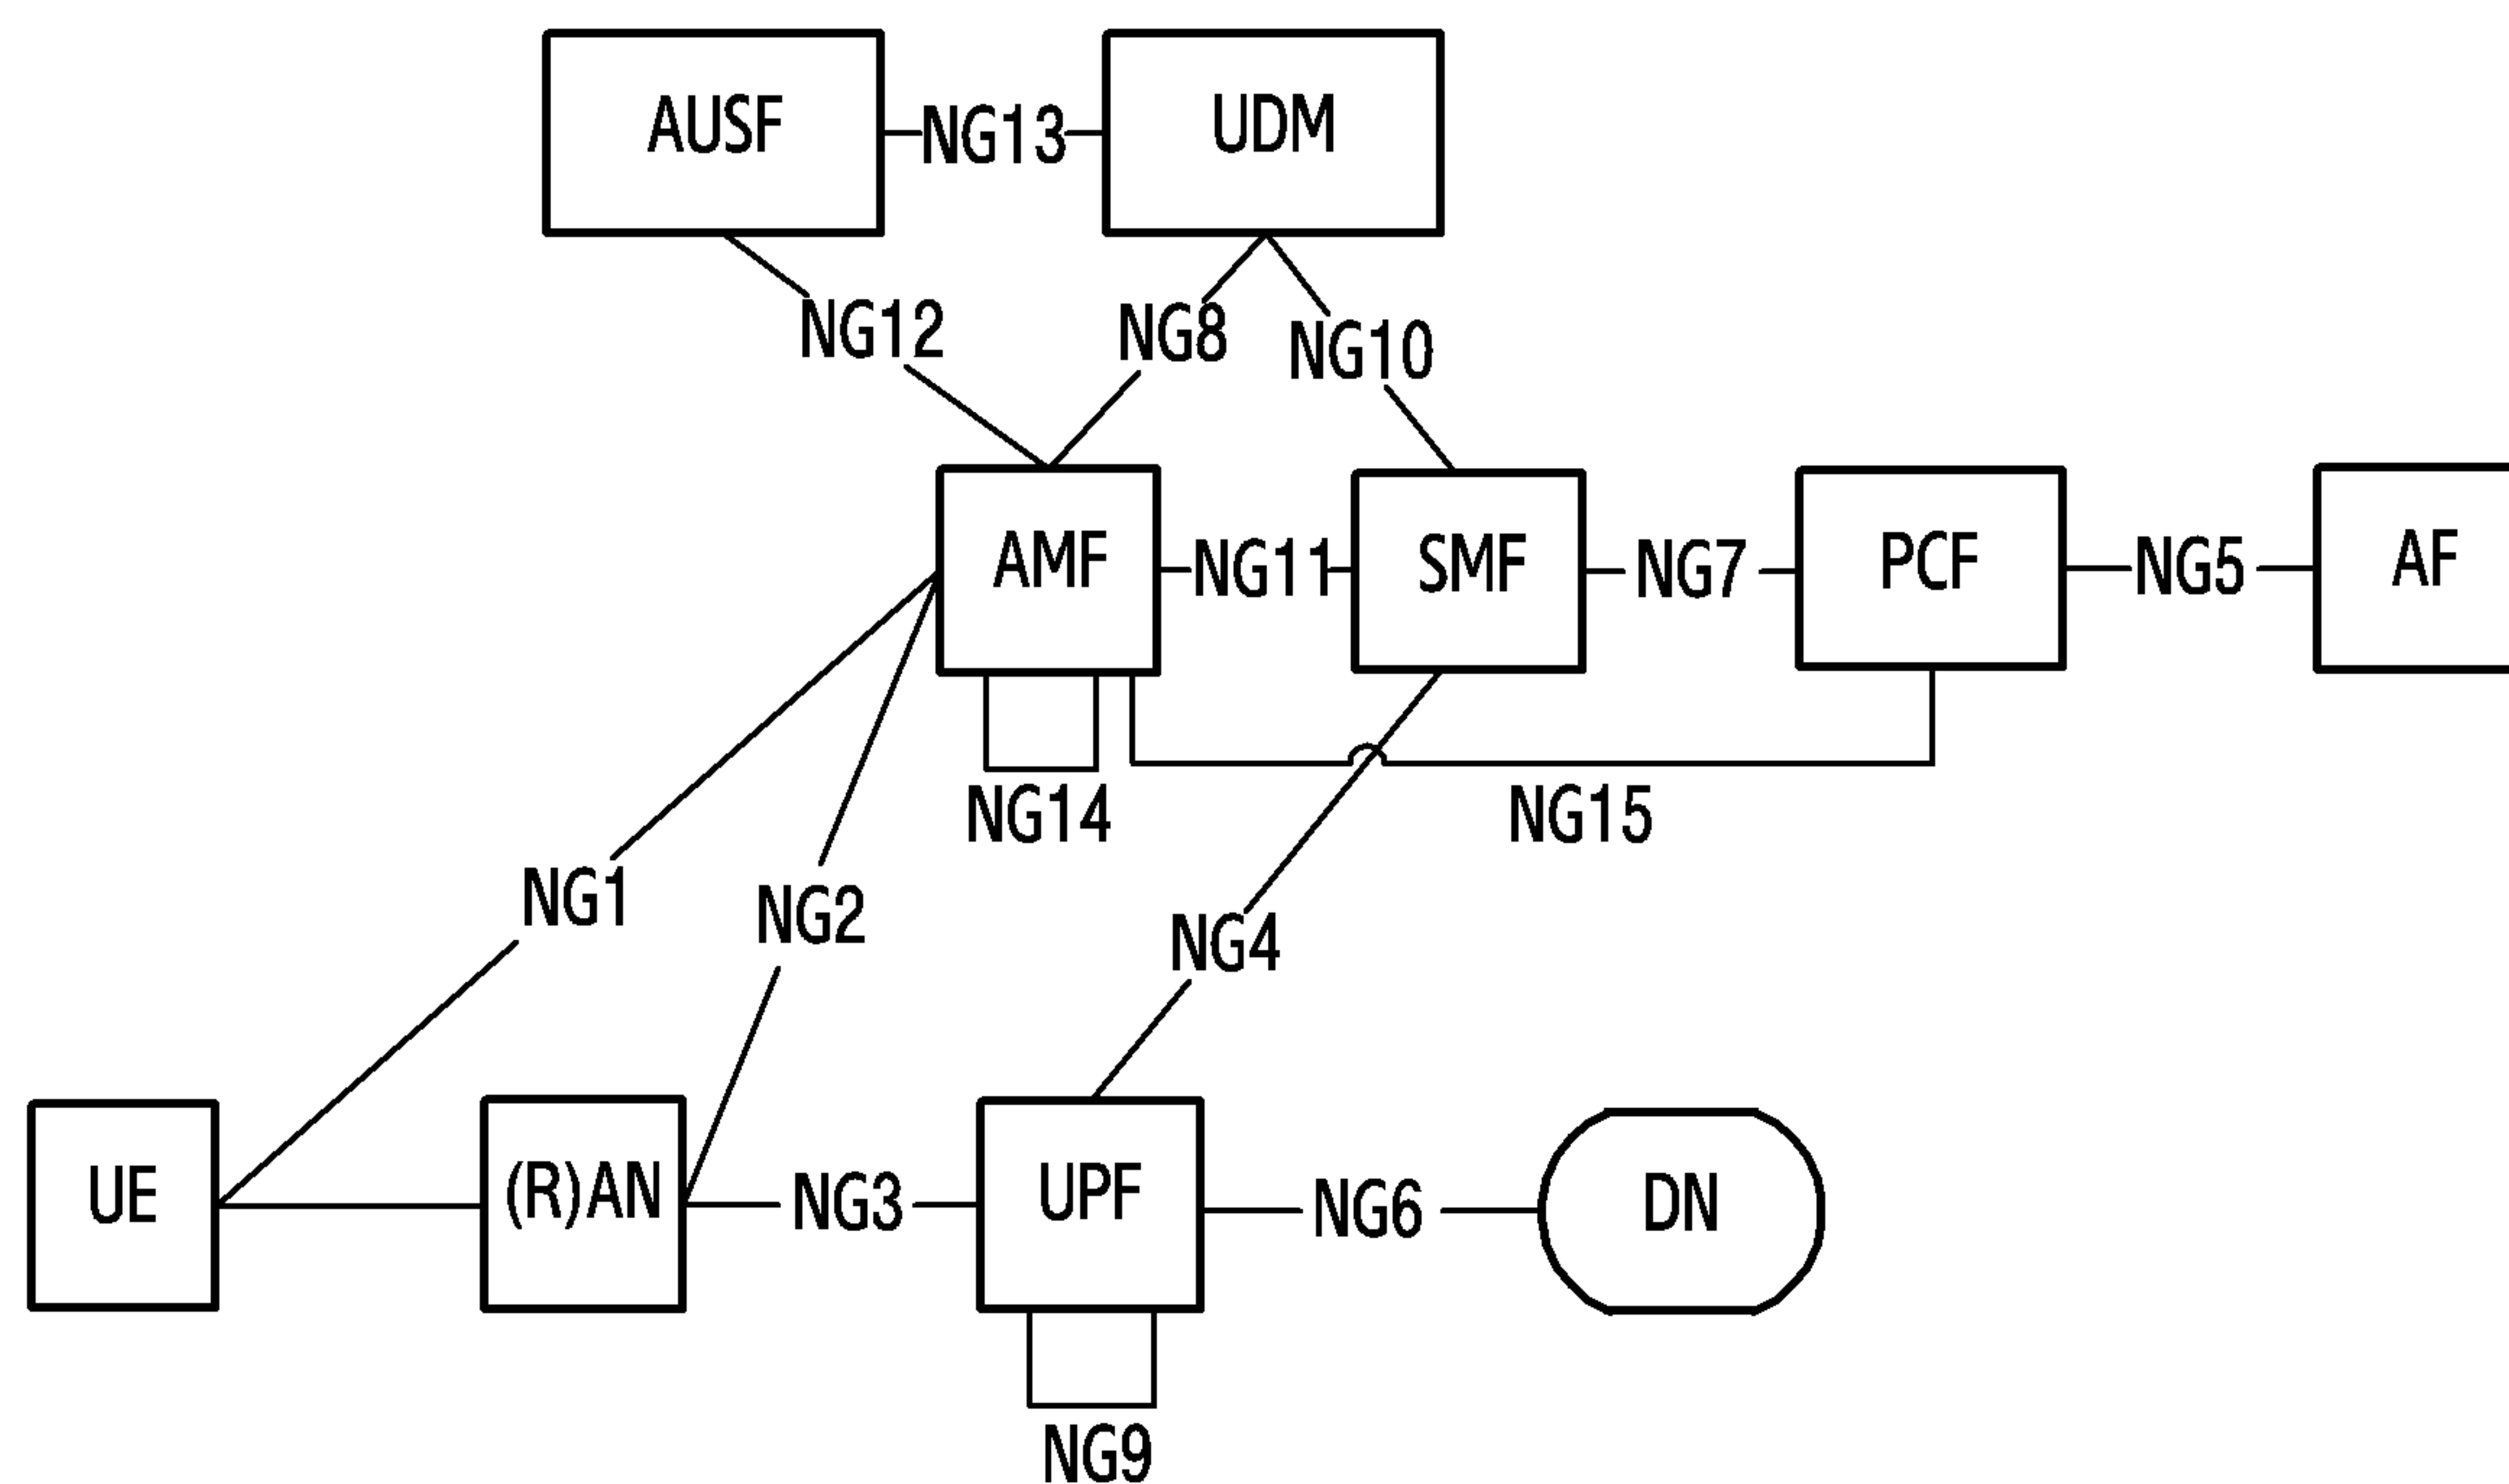 AUSF
NG13
UDM
NG12
NG8
NG10
AMF
NG11
SMF
NG7
PCF
NG5
AF
NG14
NG15
NG1
NG2
NG4
UE
(R)AN
NG3
UPF
NG6
DN
NG9